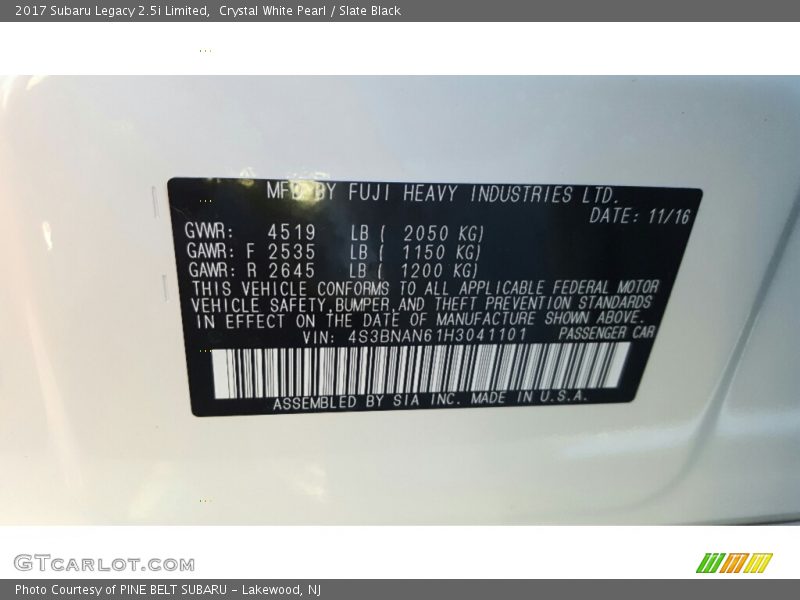 2017 Subaru Legacy 2.5i Limited,  Crystal White Pearl / Slate Black
MFD BY FUJI HEAVY INDUSTRIES LTD.
DATE: 11/16
GVWR: 4519 LB ( 2050 KG)
GAWR: F 2535 LB ( 1150 KG)
GAWR: R 2645 LB ( 1200 KG)
THIS VEHICLE CONFORMS TO ALL APPLICABLE FEDERAL MOTOR
VEHICLE SAFETY,BUMPER,AND THEFT PREVENTION STANDARDS
IN EFFECT ON THE DATE OF MANUFACTURE SHOWN ABOVE.
VIN: 4S3BNAN61H3041101 PASSENGER CAR
ASSEMBLED BY SIA INC. MADE IN U.S.A.
GTcarlot.com
Photo Courtesy of PINE BELT SUBARU - Lakewood, NJ